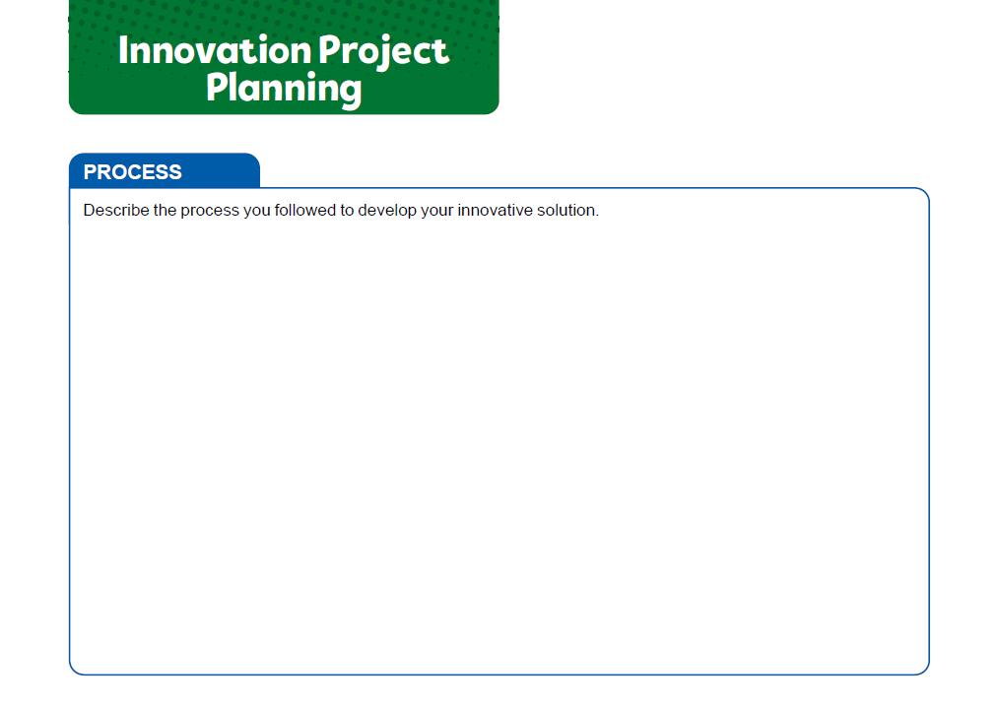 Innovation Project
Planning
PROCESS
Describe the process you followed to develop your innovative solution.